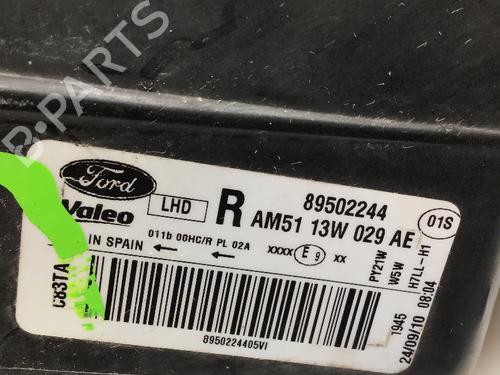 B-PARTS
Ford
Valeo
LHD
R
89502244
AM51 13W 029 AE
01S
IN SPAIN
011b 00HC/R PL 02A
xxxx E9 xx
C83TA
PY21W
W5W
H7LL-H1
1945
24/09/10 08:04
8950224405VI